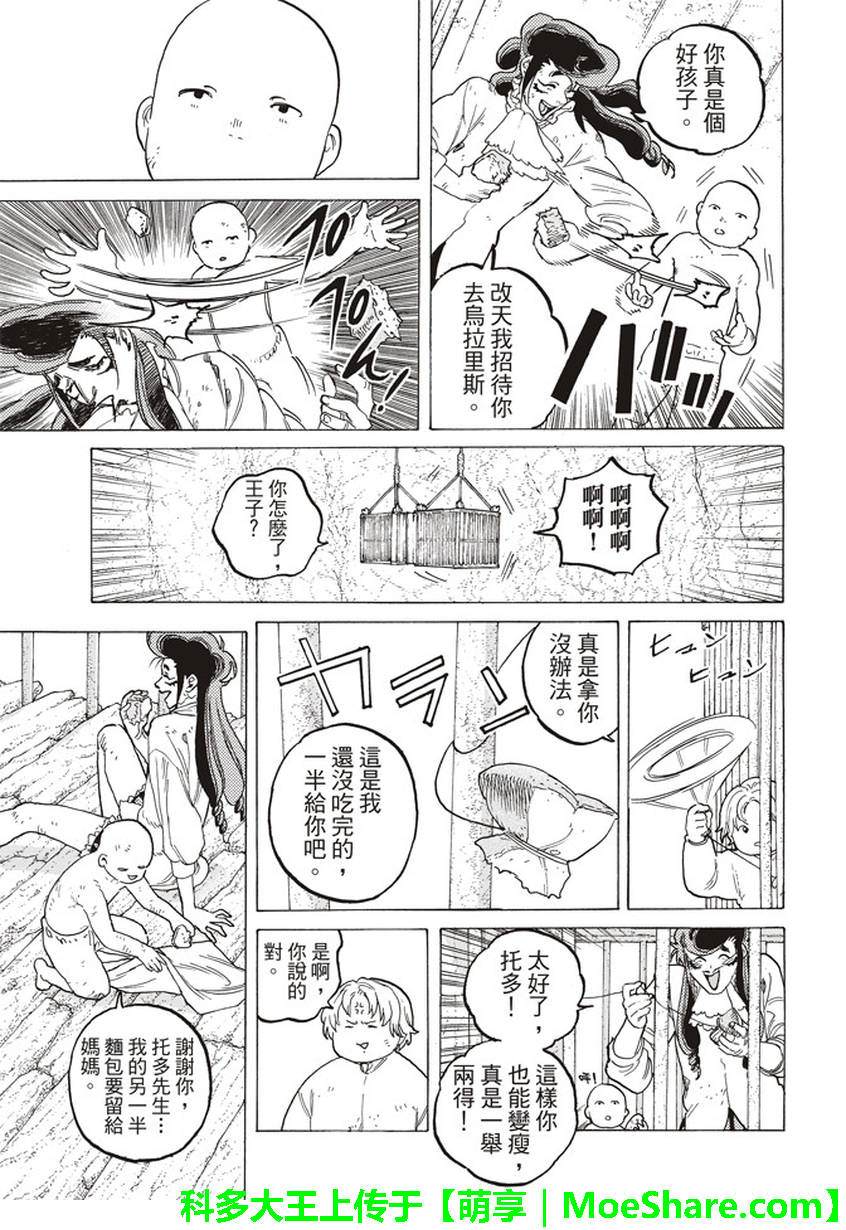 你真是個
好孩子。
改天我招待你
去烏拉里斯。
バババッ
フワ
フワ
ん!
啊啊啊
啊啊!
你怎麼了,
王子?
ヒュン
ヒュン
真是拿你
沒辦法。
カラン
這是我
還沒吃完的,
一半給你吧。
太好了,
托多!
這樣你
也能變瘦,
真是一舉
兩得!
是啊,
你說的
對。
謝謝你,
托多先生…
我的另一半
麵包要留給
媽媽。
科多大王上传于【萌享|MoeShare.com】